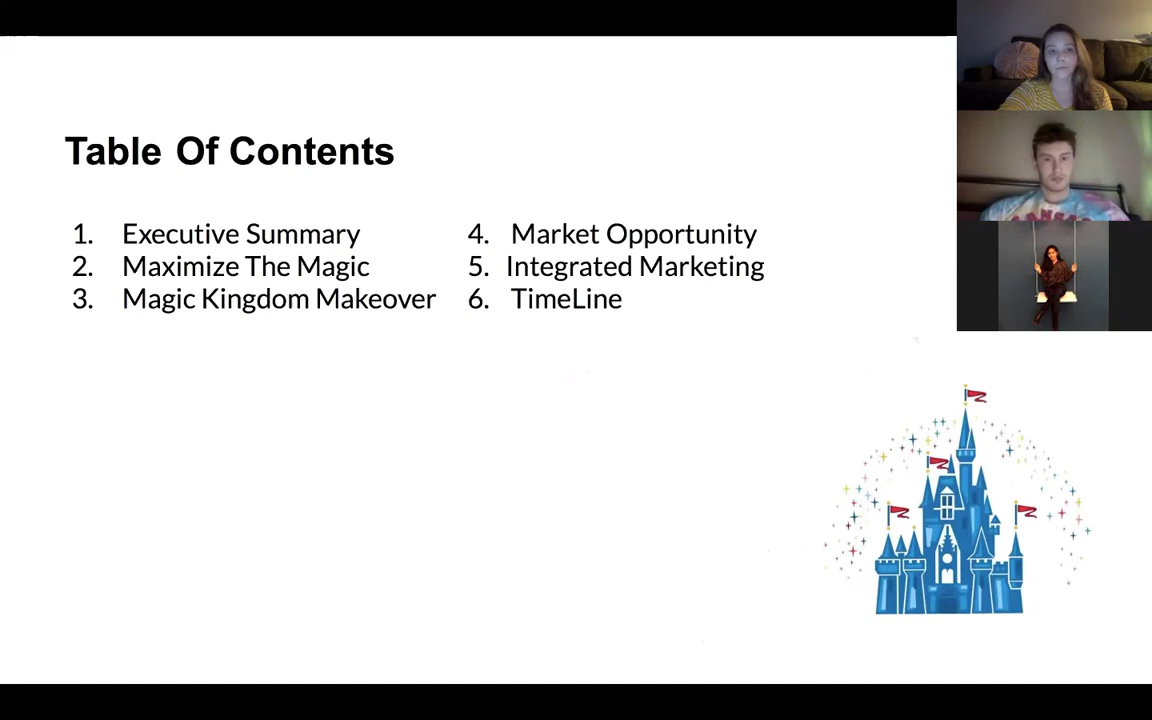 Table Of Contents
1. Executive Summary
2. Maximize The Magic
3. Magic Kingdom Makeover
4. Market Opportunity
5. Integrated Marketing
6. TimeLine